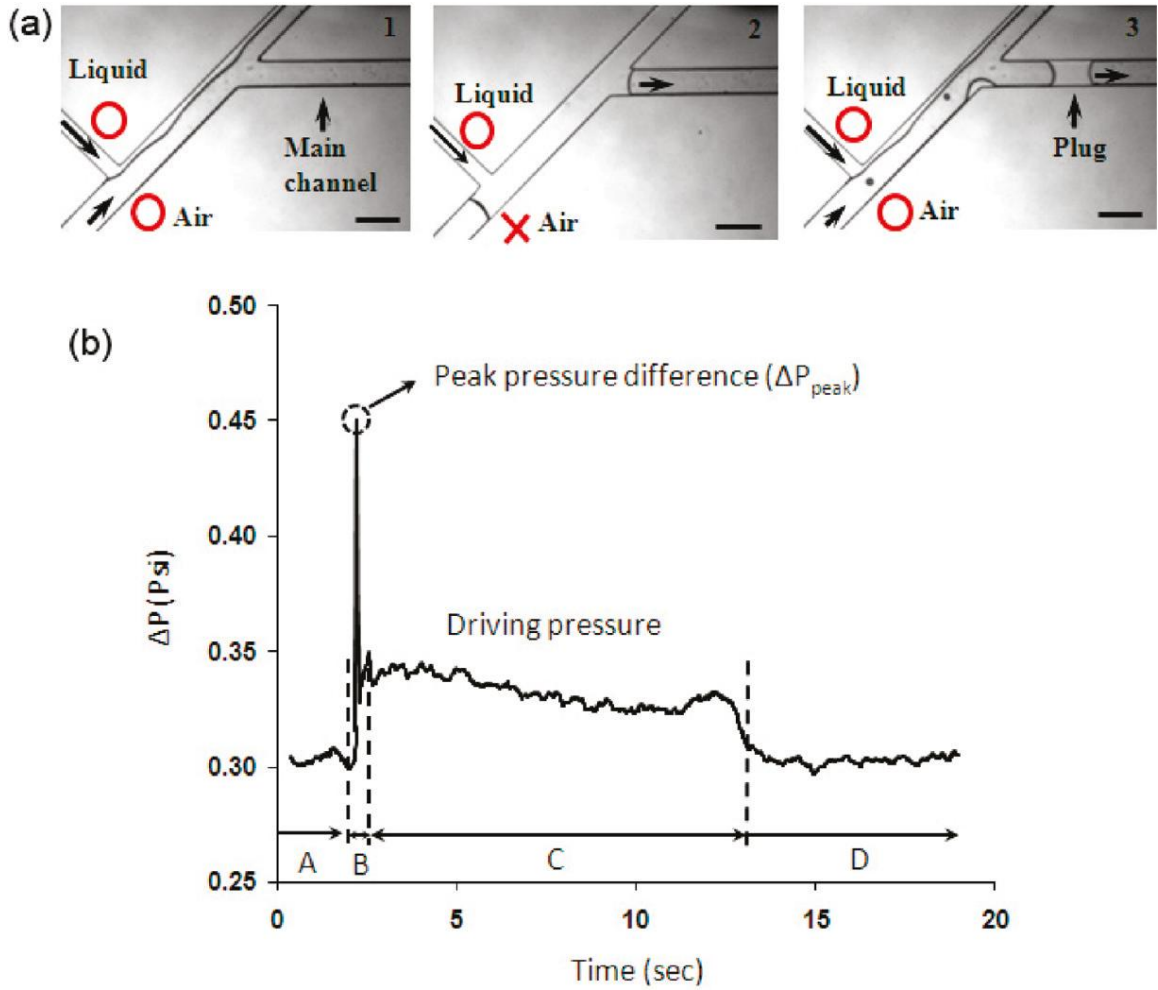 (a)
1
Liquid
Main
channel
Air
2
Liquid
Air
3
Liquid
Plug
Air
(b)
0.50
0.45
0.40
0.35
0.30
0.25
ΔP (Psi)
Peak pressure difference (ΔPpeak)
Driving pressure
A
B
C
D
0
5
10
15
20
Time (sec)